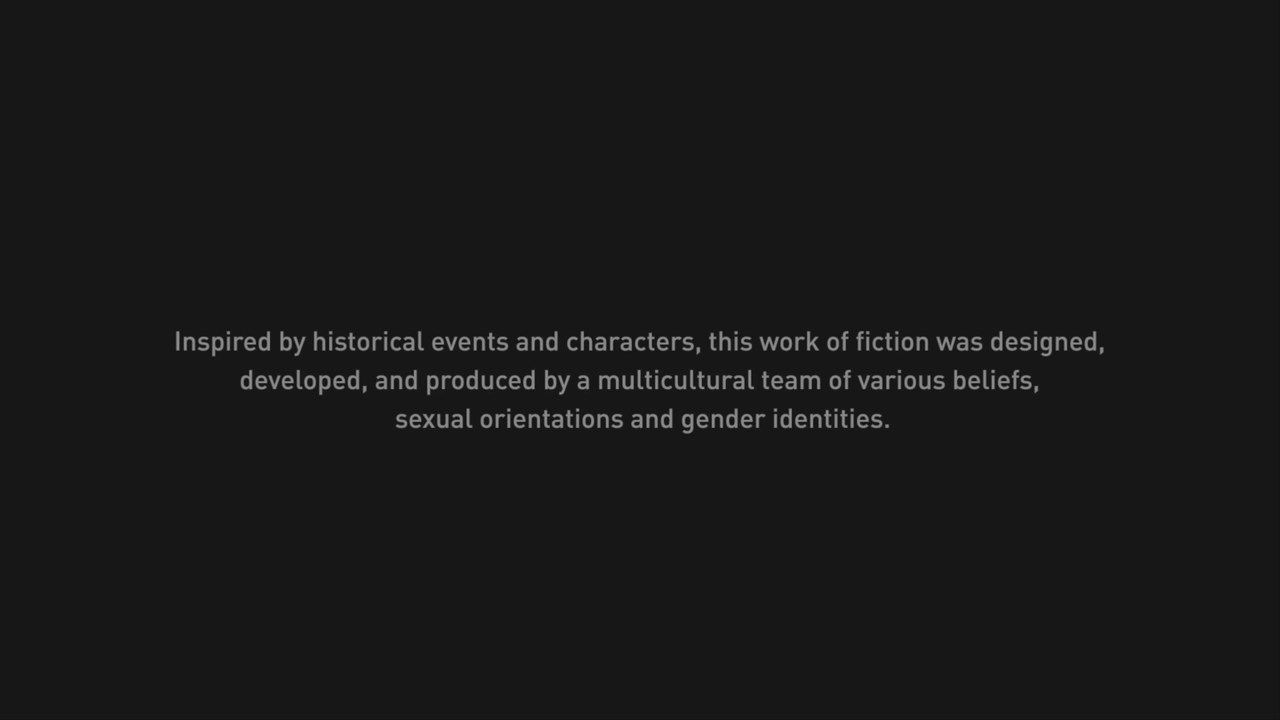 Inspired by historical events and characters, this work of fiction was designed,
developed, and produced by a multicultural team of various beliefs,
sexual orientations and gender identities.